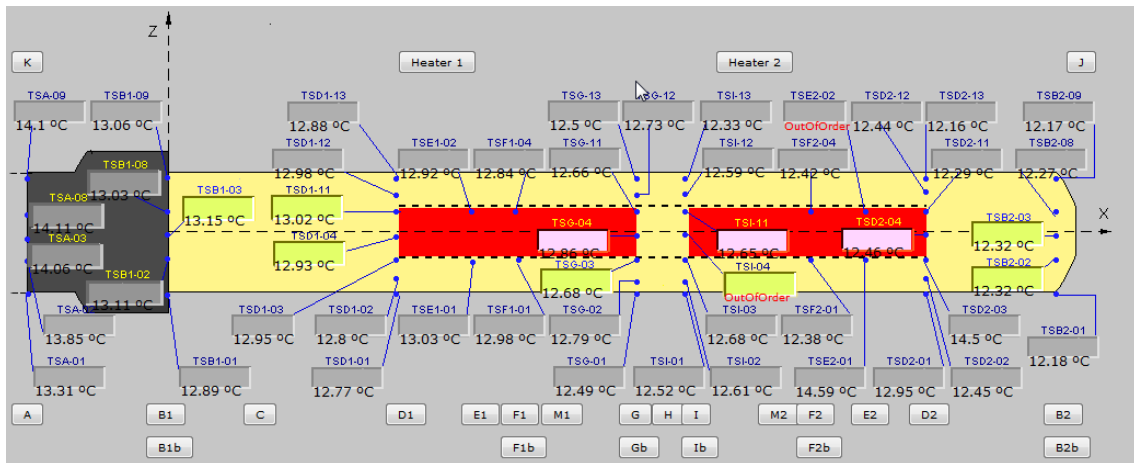 Z
K
Heater 1
Heater 2
J
TSA-09
TSB1-09
TSD1-13
TSG-13
TSI-13
TSE2-02
TSD2-12
TSD2-13
TSB2-09
14.1 ºC
13.06 ºC
12.88 ºC
12.5 ºC
12.73 ºC
12.33 ºC
OutOfOrder
12.44 ºC
12.16 ºC
12.17 ºC
TSD1-12
TSE1-02
TSF1-04
TSG-11
TSI-12
TSF2-04
TSD2-11
TSB2-08
12.98 ºC
12.92 ºC
12.84 ºC
12.66 ºC
12.59 ºC
12.42 ºC
12.29 ºC
12.27 ºC
TSB1-08
13.03 ºC
TSB1-03
13.15 ºC
TSD1-11
13.02 ºC
TSA-08
14.11 ºC
TSG-04
12.86 ºC
TSI-11
12.65 ºC
TSD2-04
12.46 ºC
TSB2-03
12.32 ºC
X
TSA-03
14.06 ºC
TSD1-04
12.93 ºC
TSB1-02
13.11 ºC
TSG-03
12.68 ºC
TSI-04
OutOfOrder
TSB2-02
12.32 ºC
TSD1-03
TSD1-02
TSE1-01
TSF1-01
TSG-02
TSI-03
TSF2-01
TSD2-03
13.85 ºC
12.95 ºC
12.8 ºC
13.03 ºC
12.98 ºC
12.79 ºC
12.68 ºC
12.38 ºC
14.5 ºC
TSB2-01
12.18 ºC
TSA-01
TSB1-01
TSD1-01
TSG-01
TSI-01
TSI-02
TSE2-01
TSD2-01
TSD2-02
13.31 ºC
12.89 ºC
12.77 ºC
12.49 ºC
12.52 ºC
12.61 ºC
14.59 ºC
12.95 ºC
12.45 ºC
A
B1
C
D1
E1
F1
M1
G
H
I
M2
F2
E2
D2
B2
B1b
F1b
Gb
Ib
F2b
B2b